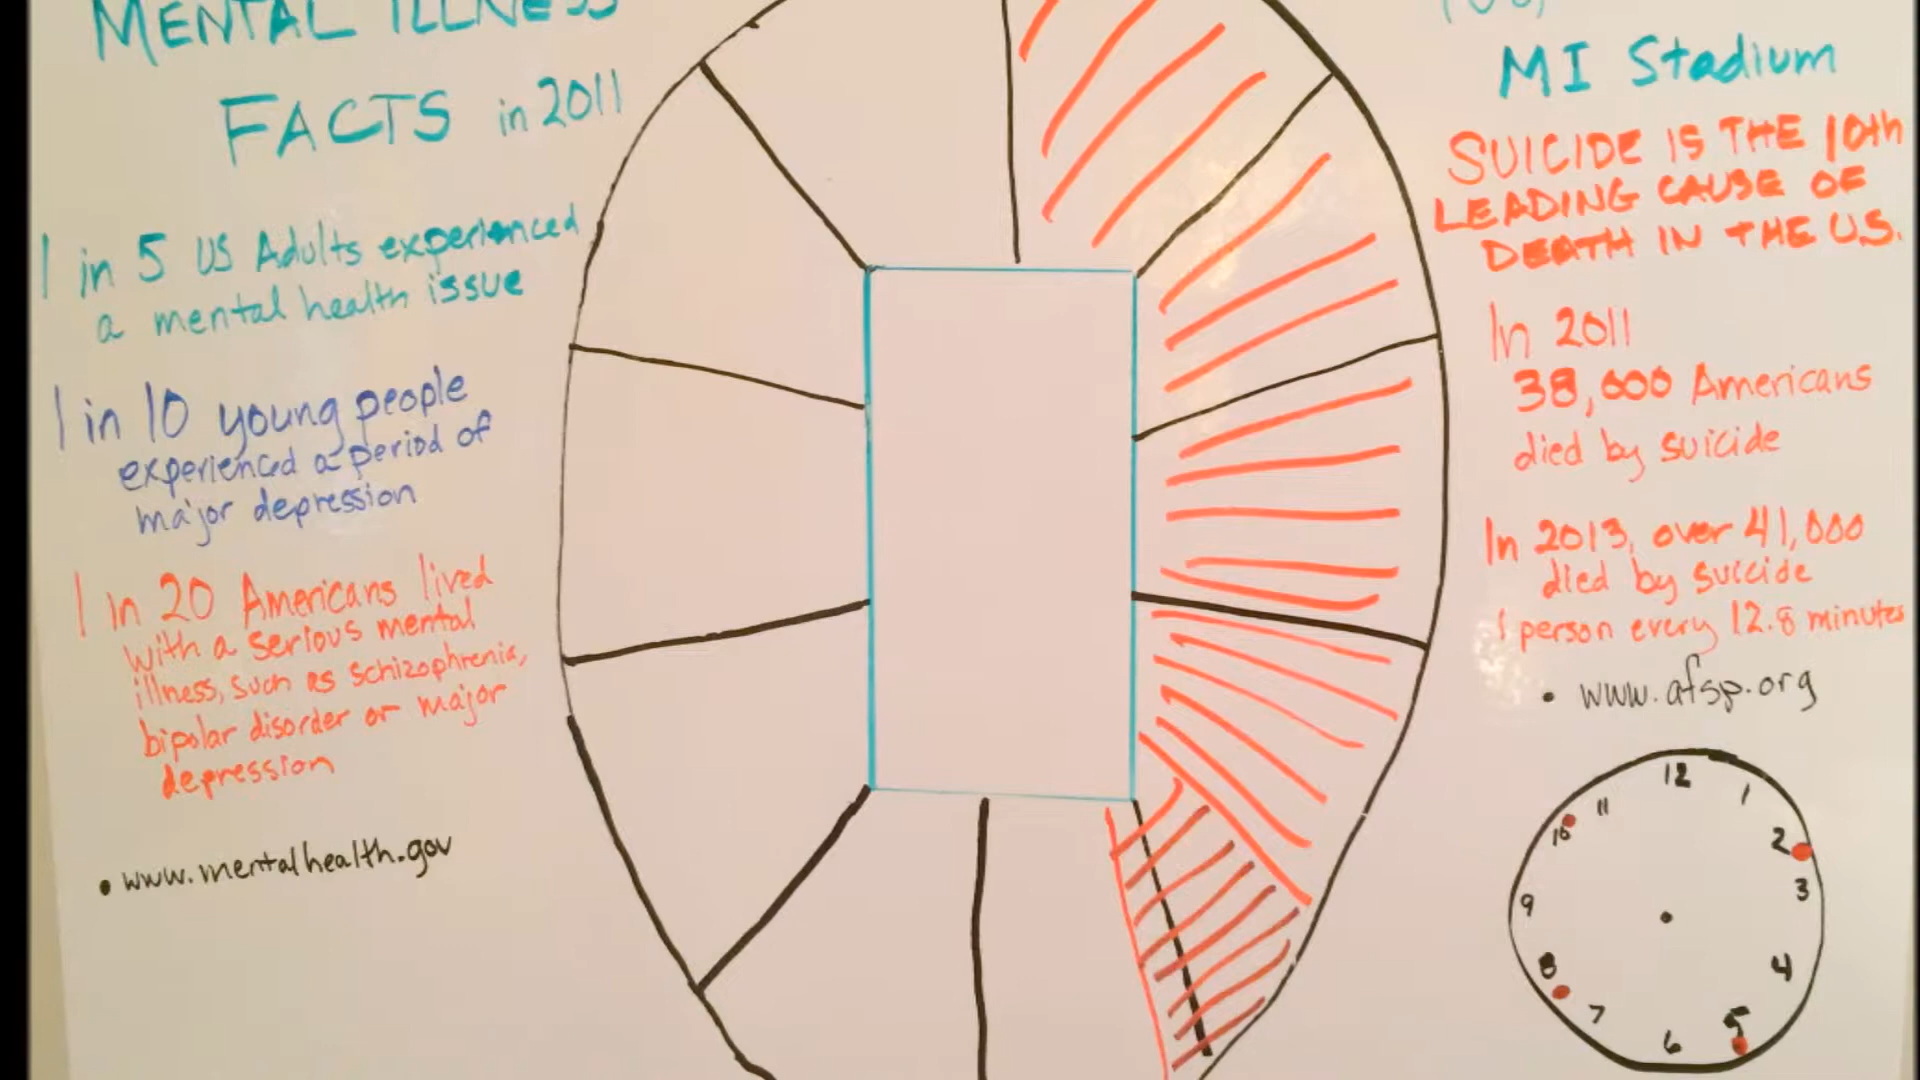 MENTAL ILLNESS
FACTS in 2011
1 in 5 US Adults experienced
a mental health issue
1 in 10 young people
experienced a period of
major depression
1 in 20 Americans lived
with a serious mental
illness, such as schizophrenia,
bipolar disorder or major
depression
• www.mentalhealth.gov
MI Stadium
SUICIDE IS THE 10th
LEADING CAUSE OF
DEATH IN THE U.S.
In 2011
38,000 Americans
died by suicide
In 2013, over 41,000
died by suicide
1 person every 12.8 minutes
• www.afsp.org
12
1
2
3
4
5
6
7
8
9
10
11